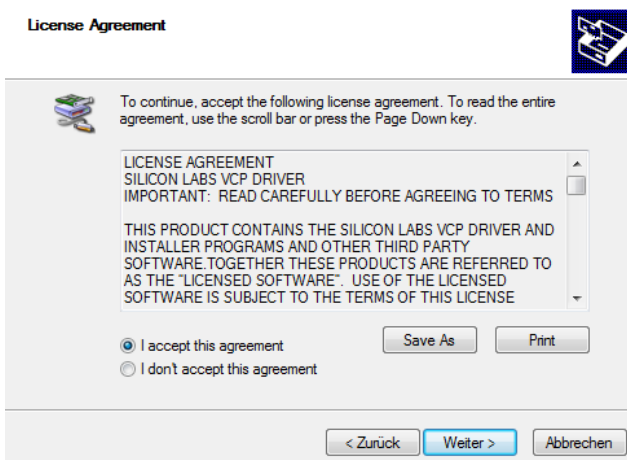 License Agreement
To continue, accept the following license agreement. To read the entire
agreement, use the scroll bar or press the Page Down key.
LICENSE AGREEMENT
SILICON LABS VCP DRIVER
IMPORTANT:  READ CAREFULLY BEFORE AGREEING TO TERMS
THIS PRODUCT CONTAINS THE SILICON LABS VCP DRIVER AND
INSTALLER PROGRAMS AND OTHER THIRD PARTY
SOFTWARE.TOGETHER THESE PRODUCTS ARE REFERRED TO
AS THE "LICENSED SOFTWARE".  USE OF THE LICENSED
SOFTWARE IS SUBJECT TO THE TERMS OF THIS LICENSE
I accept this agreement
Save As
Print
I don't accept this agreement
< Zurück
Weiter >
Abbrechen